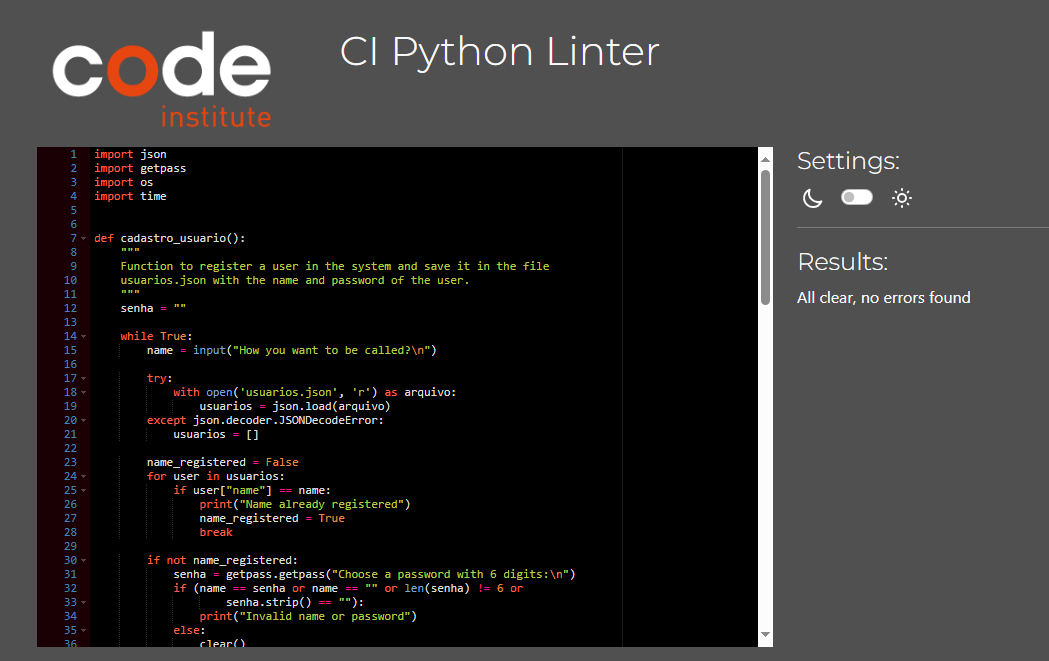 code
institute
CI Python Linter
1 import json
2 import getpass
3 import os
4 import time
5
6
7 def cadastro_usuario():
8 """
9 Function to register a user in the system and save it in the file
10 usuarios.json with the name and password of the user.
11 """
12 senha = ""
13
14 while True:
15 name = input("How you want to be called?\n")
16
17 try:
18 with open('usuarios.json', 'r') as arquivo:
19 usuarios = json.load(arquivo)
20 except json.decoder.JSONDecodeError:
21 usuarios = []
22
23 name_registered = False
24 for user in usuarios:
25 if user["name"] == name:
26 print("Name already registered")
27 name_registered = True
28 break
29
30 if not name_registered:
31 senha = getpass.getpass("Choose a password with 6 digits:\n")
32 if (name == senha or name == "" or len(senha) != 6 or
33 senha.strip() == ""):
34 print("Invalid name or password")
35 else:
36 clear()
Settings:
Results:
All clear, no errors found